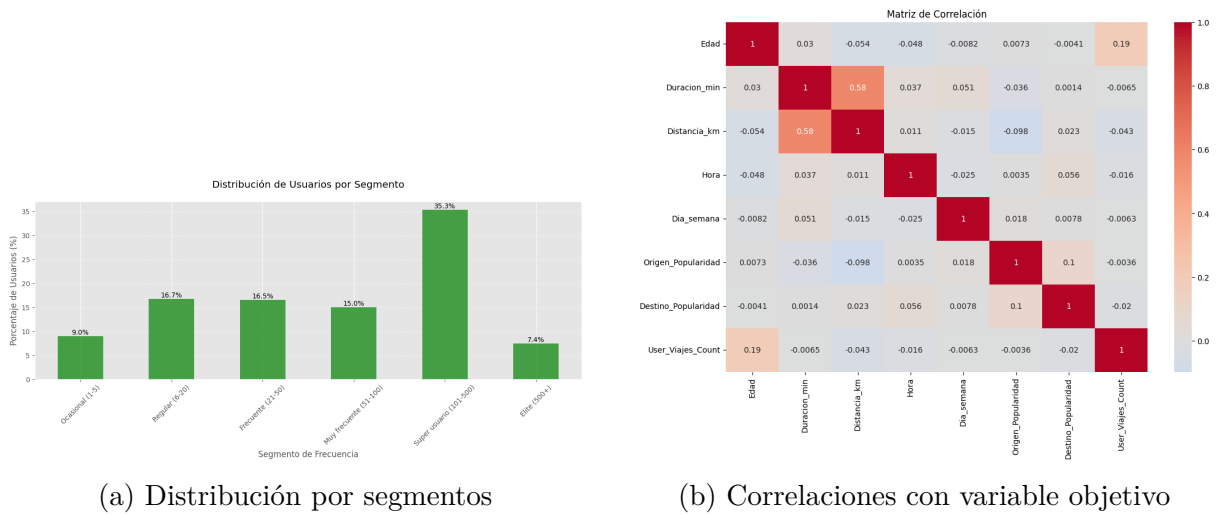 Distribución de Usuarios por Segmento
Porcentaje de Usuarios (%)
35
30
25
20
15
10
5
0
9.0%
16.7%
16.5%
15.0%
35.3%
7.4%
Ocasional (1-5)
Regular (6-20)
Frecuente (21-50)
Muy frecuente (51-100)
Super usuario (101-500)
Elite (500+)
Segmento de Frecuencia
(a) Distribución por segmentos
Matriz de Correlación
Edad 1 0.03 -0.054 -0.048 -0.0082 0.0073 -0.0041 0.19
Duracion_min 0.03 1 0.58 0.037 0.051 -0.036 0.0014 -0.0065
Distancia_km -0.054 0.58 1 0.011 -0.015 -0.098 0.023 -0.043
Hora -0.048 0.037 0.011 1 -0.025 0.0035 0.056 -0.016
Dia_semana -0.0082 0.051 -0.015 -0.025 1 0.018 0.0078 -0.0063
Origen_Popularidad 0.0073 -0.036 -0.098 0.0035 0.018 1 0.1 -0.0036
Destino_Popularidad -0.0041 0.0014 0.023 0.056 0.0078 0.1 1 -0.02
User_Viajes_Count 0.19 -0.0065 -0.043 -0.016 -0.0063 -0.0036 -0.02 1
Edad
Duracion_min
Distancia_km
Hora
Dia_semana
Origen_Popularidad
Destino_Popularidad
User_Viajes_Count
1.0
0.8
0.6
0.4
0.2
0.0
(b) Correlaciones con variable objetivo